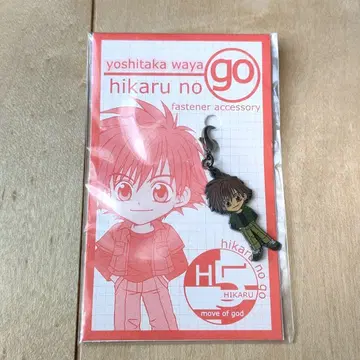 yoshitaka waya
hikaru no go
fastener accessory
hikaru no go
H5
HIKARU
move of god